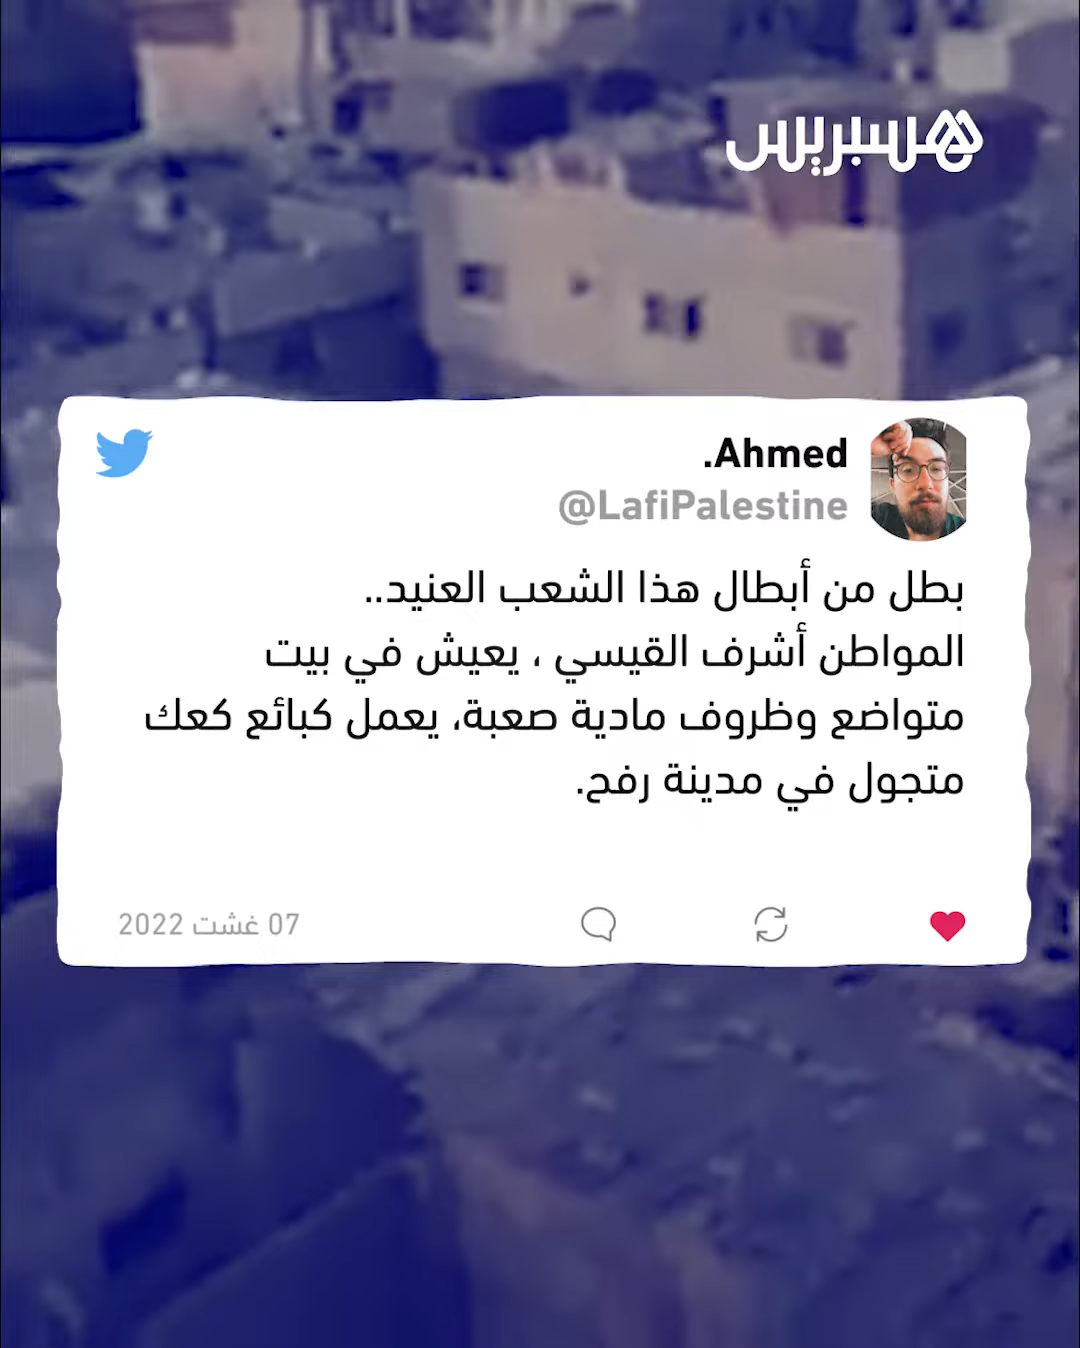 هسبريس
Ahmed.
@LafiPalestine
بطل من أبطال هذا الشعب العنيد..
المواطن أشرف القيسي ، يعيش في بيت
متواضع وظروف مادية صعبة، يعمل كبائع كعك
متجول في مدينة رفح.
07 غشت 2022